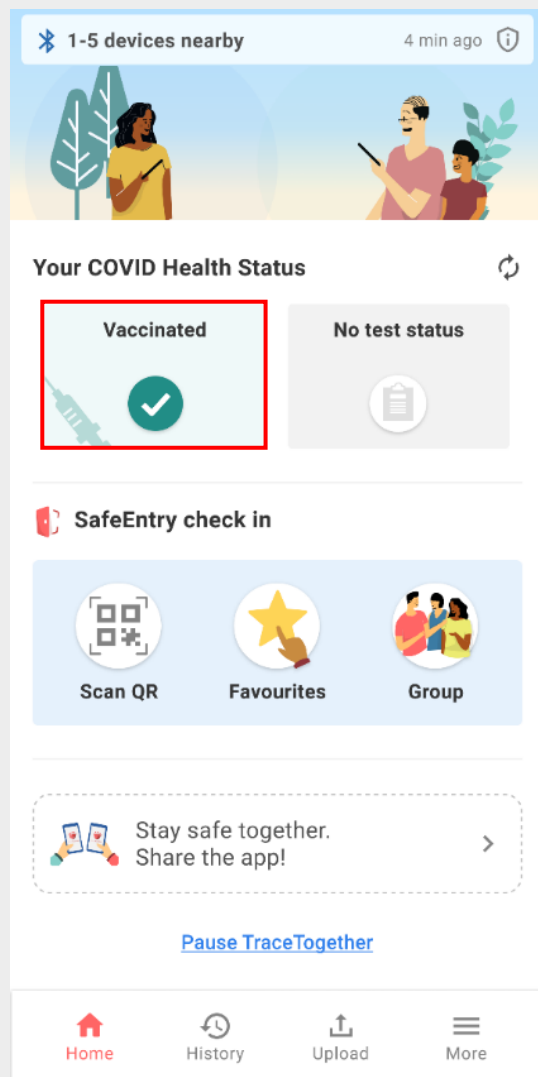 1-5 devices nearby 4 min ago
Your COVID Health Status
Vaccinated No test status
SafeEntry check in
Scan QR Favourites Group
Stay safe together.
Share the app!
Pause TraceTogether
Home History Upload More